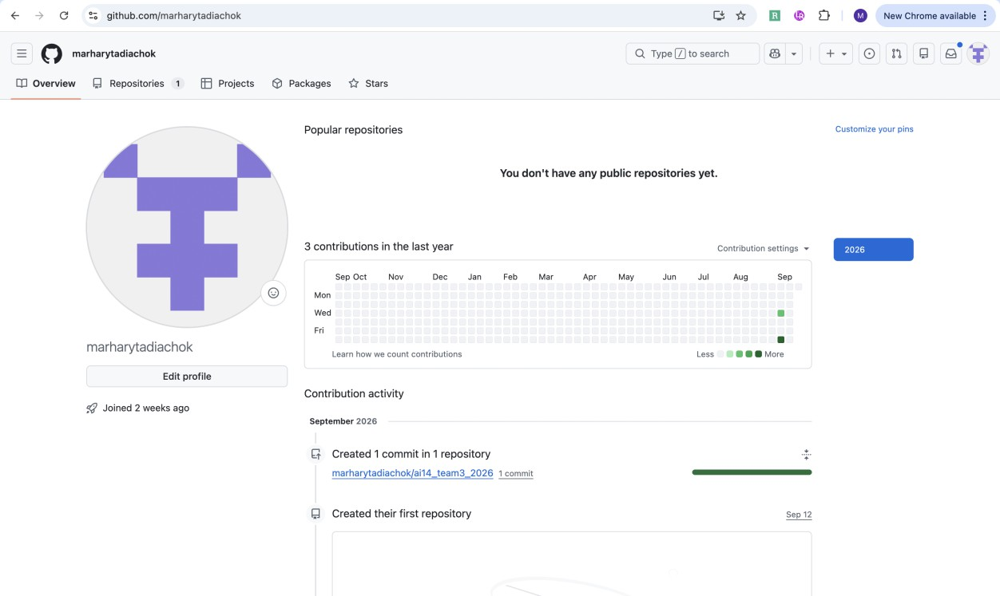 github.com/marharytadiachok
M
New Chrome available
marharytadiachok
Type / to search
Overview
Repositories 1
Projects
Packages
Stars
Popular repositories
Customize your pins
You don't have any public repositories yet.
3 contributions in the last year
Contribution settings
2026
Sep Oct Nov Dec Jan Feb Mar Apr May Jun Jul Aug Sep
Mon
Wed
Fri
Learn how we count contributions
Less More
marharytadiachok
Edit profile
Joined 2 weeks ago
Contribution activity
September 2026
Created 1 commit in 1 repository
marharytadiachok/ai14_team3_2026 1 commit
Created their first repository
Sep 12